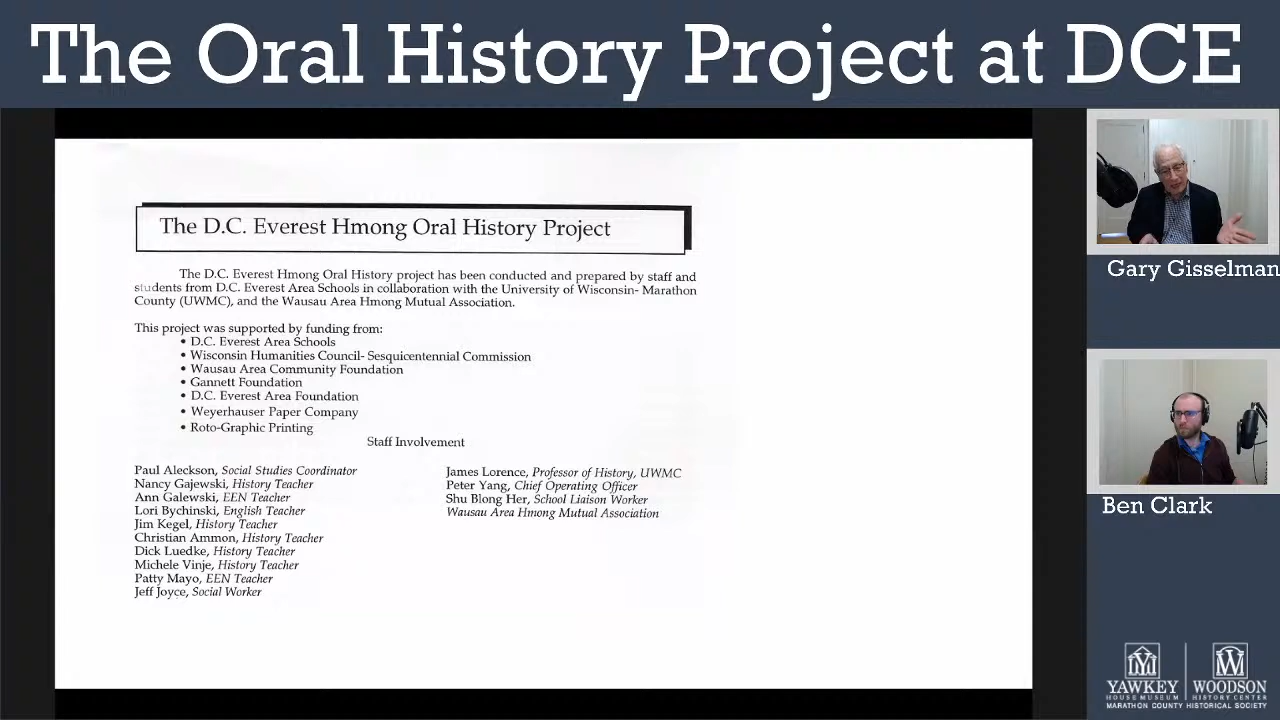 The Oral History Project at DCE
The D.C. Everest Hmong Oral History Project
The D.C. Everest Hmong Oral History project has been conducted and prepared by staff and
students from D.C. Everest Area Schools in collaboration with the University of Wisconsin- Marathon
County (UWMC), and the Wausau Area Hmong Mutual Association.
This project was supported by funding from:
• D.C. Everest Area Schools
• Wisconsin Humanities Council- Sesquicentennial Commission
• Wausau Area Community Foundation
• Gannett Foundation
• D.C. Everest Area Foundation
• Weyerhauser Paper Company
• Roto-Graphic Printing
Staff Involvement
Paul Aleckson, Social Studies Coordinator
Nancy Gajewski, History Teacher
Ann Galewski, EEN Teacher
Lori Bychinski, English Teacher
Jim Kegel, History Teacher
Christian Ammon, History Teacher
Dick Luedke, History Teacher
Michele Vinje, History Teacher
Patty Mayo, EEN Teacher
Jeff Joyce, Social Worker
James Lorence, Professor of History, UWMC
Peter Yang, Chief Operating Officer
Shu Blong Her, School Liaison Worker
Wausau Area Hmong Mutual Association
Gary Gisselman
Ben Clark
YAWKEY
HOUSE MUSEUM
WOODSON
HISTORY CENTER
MARATHON COUNTY HISTORICAL SOCIETY